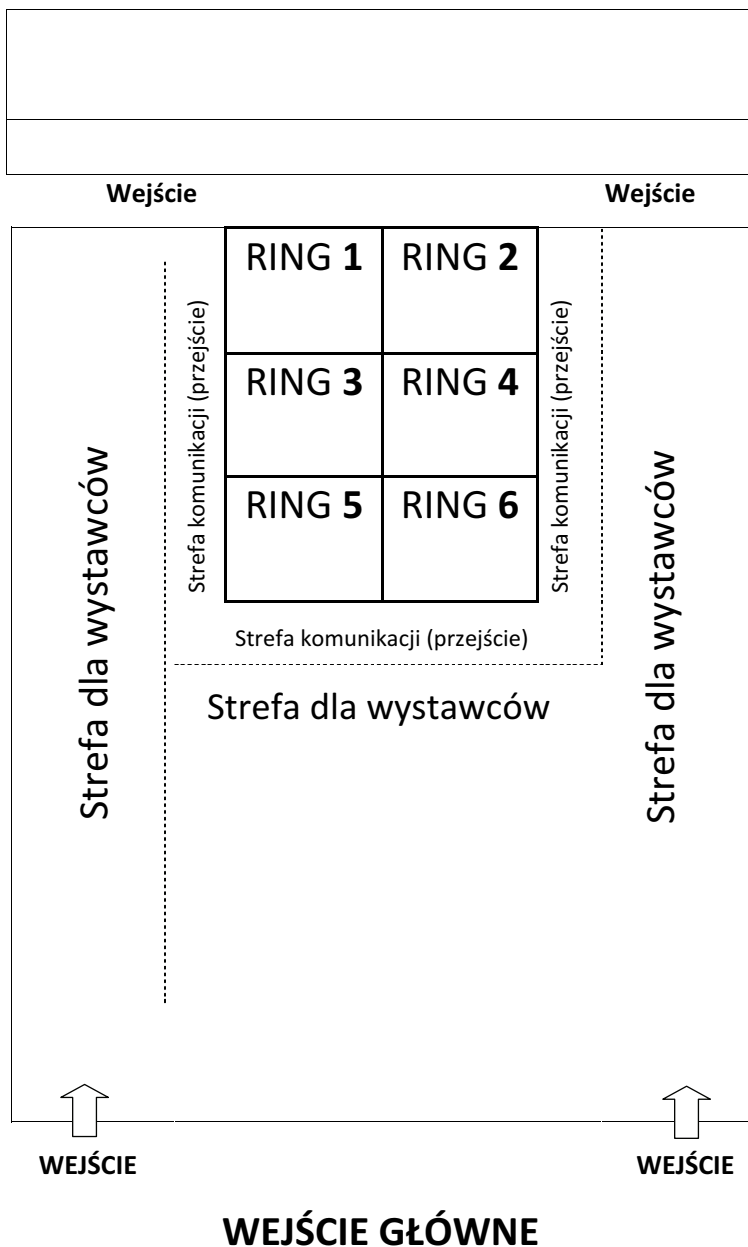 Wejście
Wejście
RING 1
RING 2
RING 3
RING 4
RING 5
RING 6
Strefa komunikacji (przejście)
Strefa komunikacji (przejście)
Strefa dla wystawców
Strefa dla wystawców
Strefa komunikacji (przejście)
Strefa dla wystawców
WEJŚCIE
WEJŚCIE
WEJŚCIE GŁÓWNE